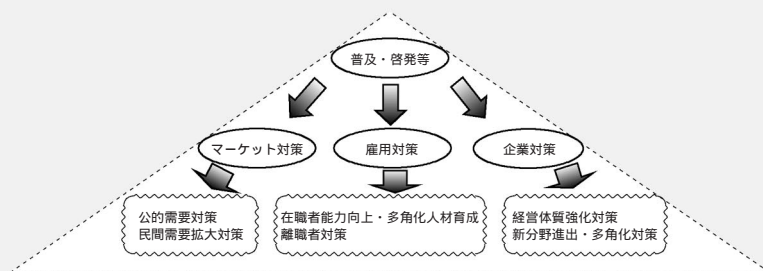 普及・啓発等
マーケット対策
雇用対策
企業対策
公的需要対策
民間需要拡大対策
在職者能力向上・多角化人材育成
離職者対策
経営体質強化対策
新分野進出・多角化対策